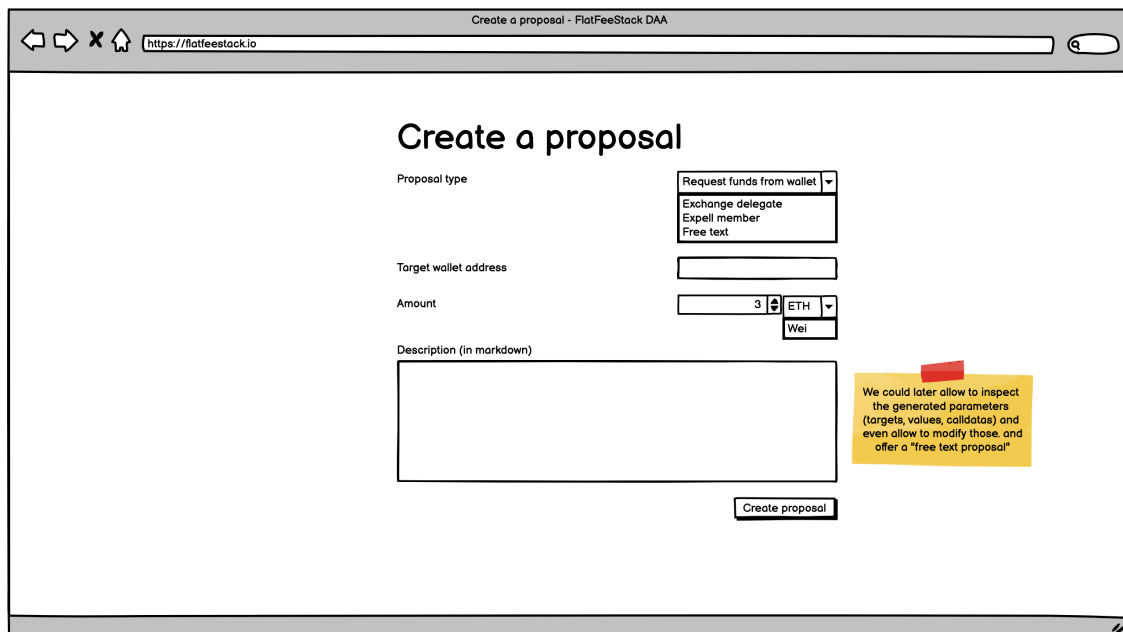 Create a proposal - FlatFeeStack DAA
https://flatfeestack.io
Create a proposal
Proposal type
Request funds from wallet
Exchange delegate
Expell member
Free text
Target wallet address
Amount
3
ETH
Wei
Description (in markdown)
We could later allow to inspect
the generated parameters
(targets, values, calldatas) and
even allow to modify those. and
offer a "free text proposal"
Create proposal